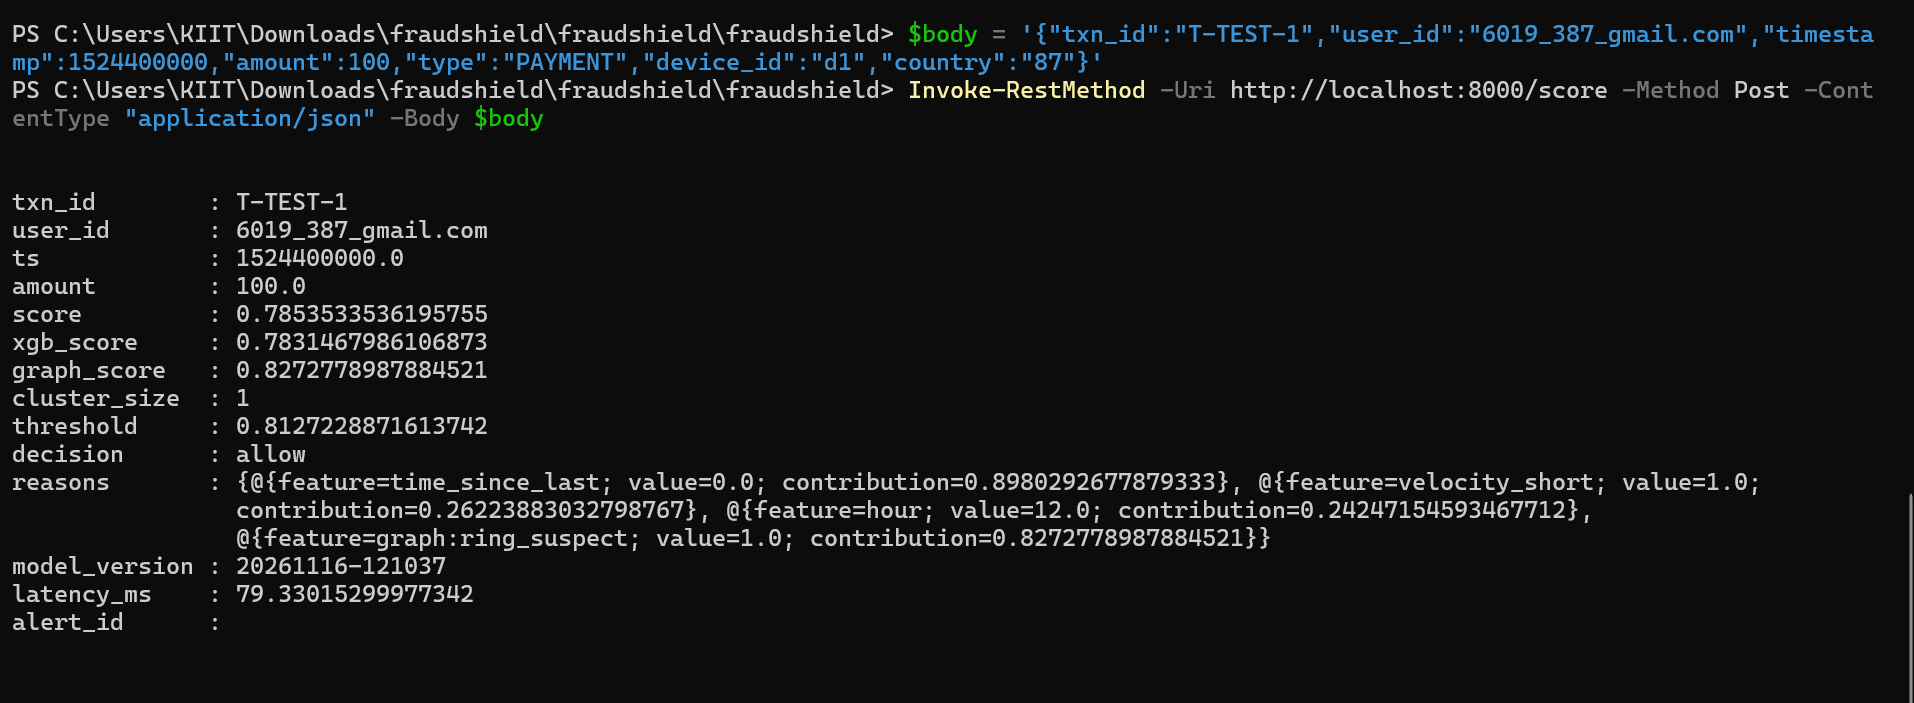 PS C:\Users\KIIT\Downloads\fraudshield\fraudshield\fraudshield> $body = '{"txn_id":"T-TEST-1","user_id":"6019_387_gmail.com","timesta
mp":1524400000,"amount":100,"type":"PAYMENT","device_id":"d1","country":"87"}'
PS C:\Users\KIIT\Downloads\fraudshield\fraudshield\fraudshield> Invoke-RestMethod -Uri http://localhost:8000/score -Method Post -Cont
entType "application/json" -Body $body
txn_id        : T-TEST-1
user_id       : 6019_387_gmail.com
ts            : 1524400000.0
amount        : 100.0
score         : 0.7853533536195755
xgb_score     : 0.7831467986106873
graph_score   : 0.8272778987884521
cluster_size  : 1
threshold     : 0.8127228871613742
decision      : allow
reasons       : {@{feature=time_since_last; value=0.0; contribution=0.8980292677879333}, @{feature=velocity_short; value=1.0;
                contribution=0.26223883032798767}, @{feature=hour; value=12.0; contribution=0.24247154593467712},
                @{feature=graph:ring_suspect; value=1.0; contribution=0.8272778987884521}}
model_version : 20261116-121037
latency_ms    : 79.33015299977342
alert_id      :